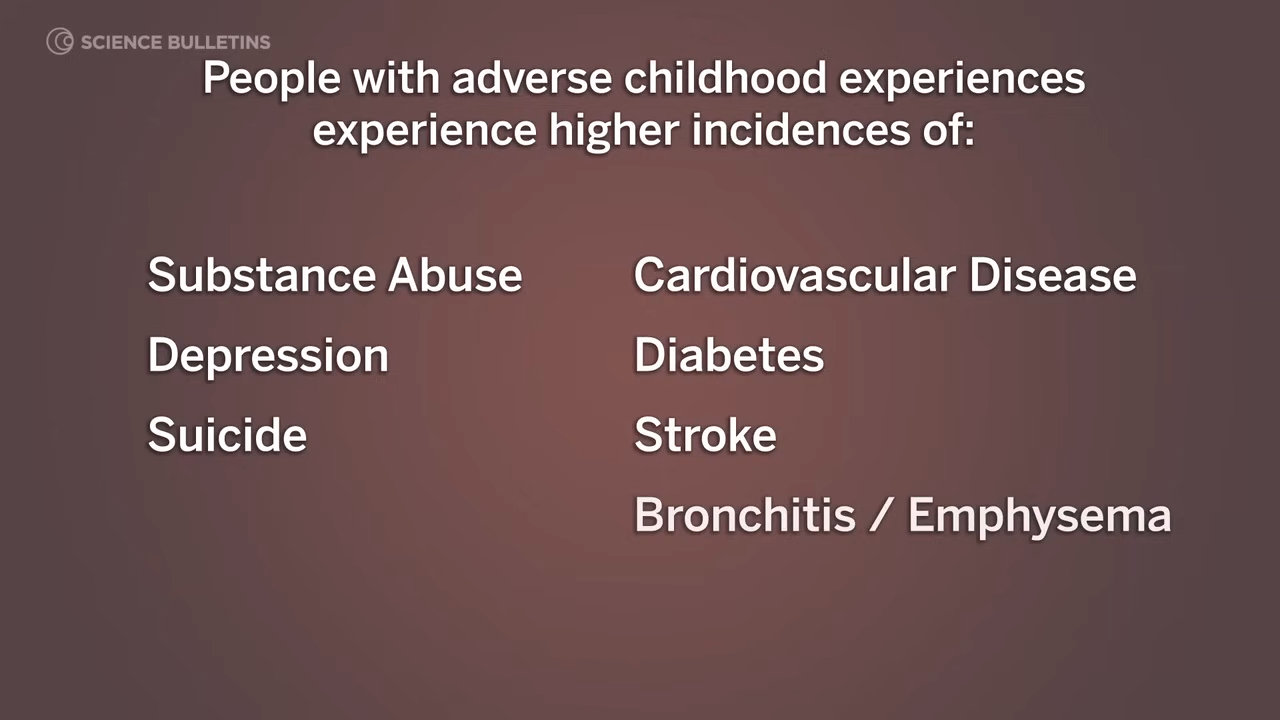 SCIENCE BULLETINS
People with adverse childhood experiences
experience higher incidences of:
Substance Abuse
Depression
Suicide
Cardiovascular Disease
Diabetes
Stroke
Bronchitis / Emphysema